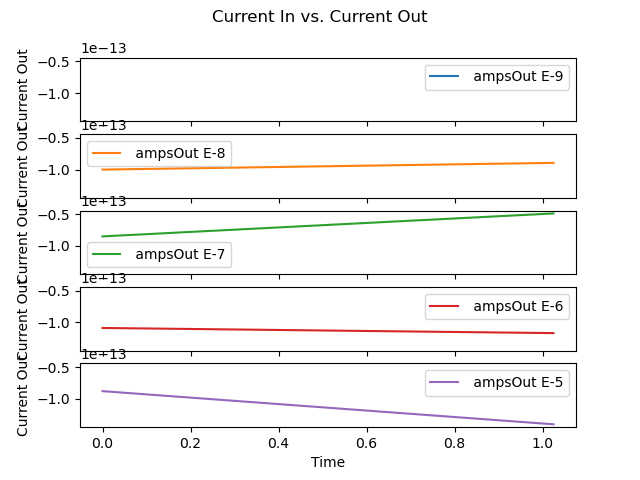 Current In vs. Current Out
1e−13
−0.5
−1.0
Current Out
ampsOut E-9
1e−13
−0.5
−1.0
Current Out
ampsOut E-8
1e−13
−0.5
−1.0
Current Out
ampsOut E-7
1e−13
−0.5
−1.0
Current Out
ampsOut E-6
1e−13
−0.5
−1.0
Current Out
ampsOut E-5
0.0 0.2 0.4 0.6 0.8 1.0
Time